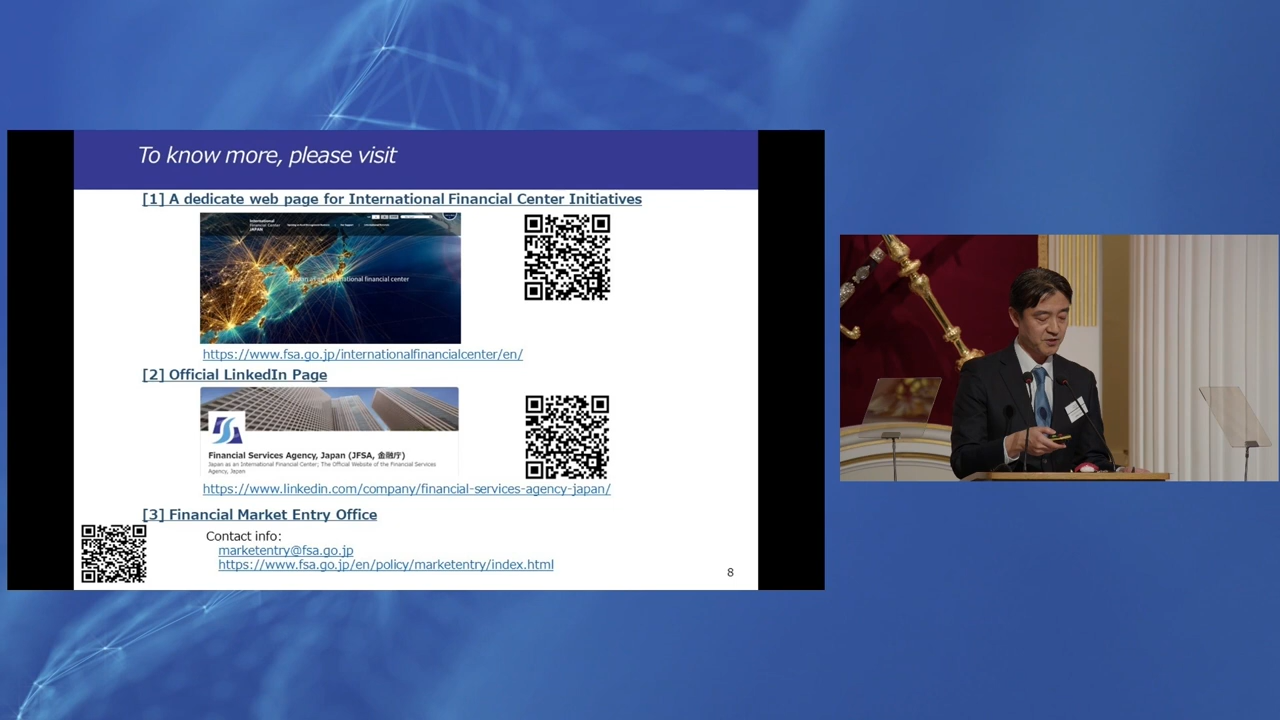 To know more, please visit
[1] A dedicate web page for International Financial Center Initiatives
International
Financial Center
JAPAN
Japan as an international financial center
https://www.fsa.go.jp/internationalfinancialcenter/en/
[2] Official LinkedIn Page
Financial Services Agency, Japan (JFSA, 金融庁)
Japan as an International Financial Center; The Official Website of the Financial Services
Agency, Japan
https://www.linkedin.com/company/financial-services-agency-japan/
[3] Financial Market Entry Office
Contact info:
marketentry@fsa.go.jp
https://www.fsa.go.jp/en/policy/marketentry/index.html
8